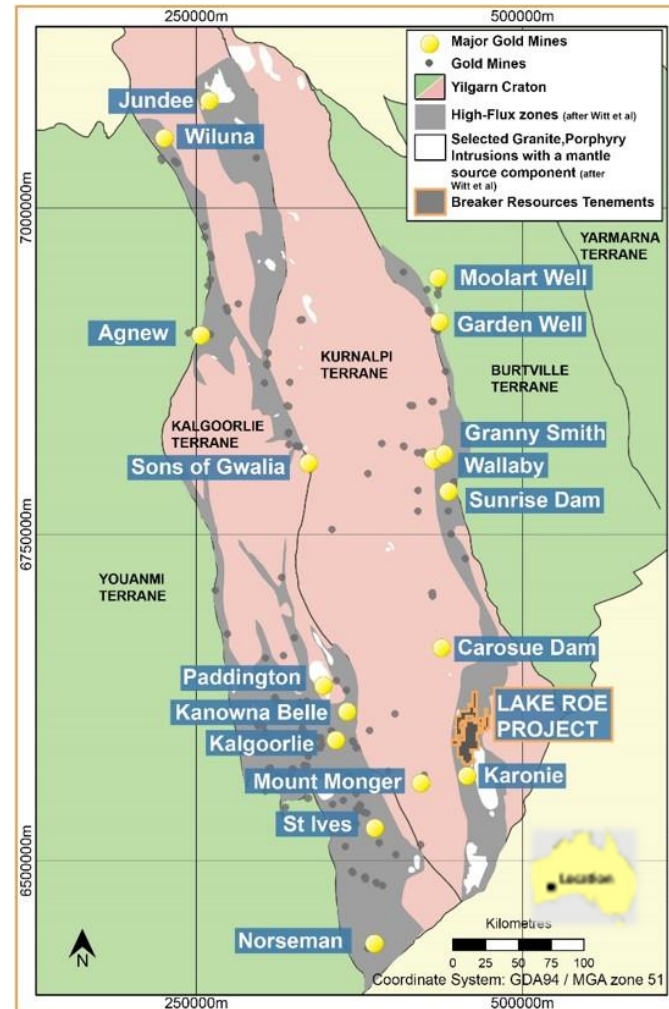 250000m
500000m
Major Gold Mines
Gold Mines
Yilgarn Craton
High-Flux zones (after Witt et al)
Selected Granite,Porphyry
Intrusions with a mantle
source component (after
Witt et al)
Breaker Resources Tenements
Jundee
Wiluna
7000000m
YARMARNA
TERRANE
Moolart Well
Garden Well
Agnew
KURNALPI
TERRANE
BURTVILLE
TERRANE
KALGOORLIE
TERRANE
Granny Smith
Sons of Gwalia
Wallaby
Sunrise Dam
6750000m
YOUANMI
TERRANE
Carosue Dam
Paddington
LAKE ROE
PROJECT
Kanowna Belle
Kalgoorlie
Karonie
Mount Monger
St Ives
6500000m
Location
Norseman
Kilometres
0 25 50 75 100
N
Coordinate System: GDA94 / MGA zone 51
250000m
500000m